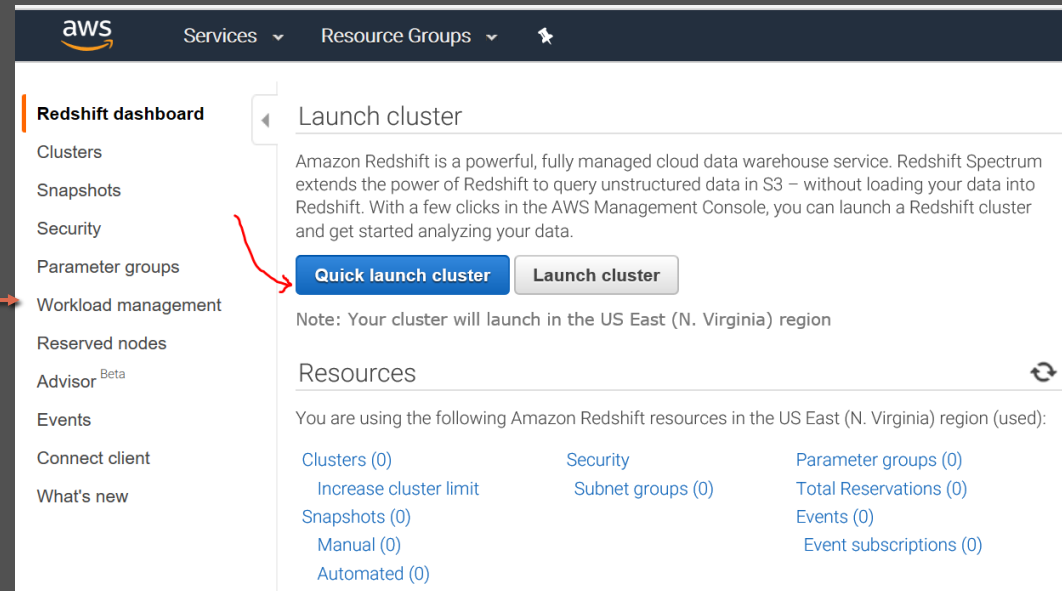 aws Services Resource Groups
Redshift dashboard
Clusters
Snapshots
Security
Parameter groups
Workload management
Reserved nodes
Advisor Beta
Events
Connect client
What's new
Launch cluster
Amazon Redshift is a powerful, fully managed cloud data warehouse service. Redshift Spectrum
extends the power of Redshift to query unstructured data in S3 – without loading your data into
Redshift. With a few clicks in the AWS Management Console, you can launch a Redshift cluster
and get started analyzing your data.
Quick launch cluster Launch cluster
Note: Your cluster will launch in the US East (N. Virginia) region
Resources
You are using the following Amazon Redshift resources in the US East (N. Virginia) region (used):
Clusters (0) Security Parameter groups (0)
Increase cluster limit Subnet groups (0) Total Reservations (0)
Snapshots (0) Events (0)
Manual (0) Event subscriptions (0)
Automated (0)